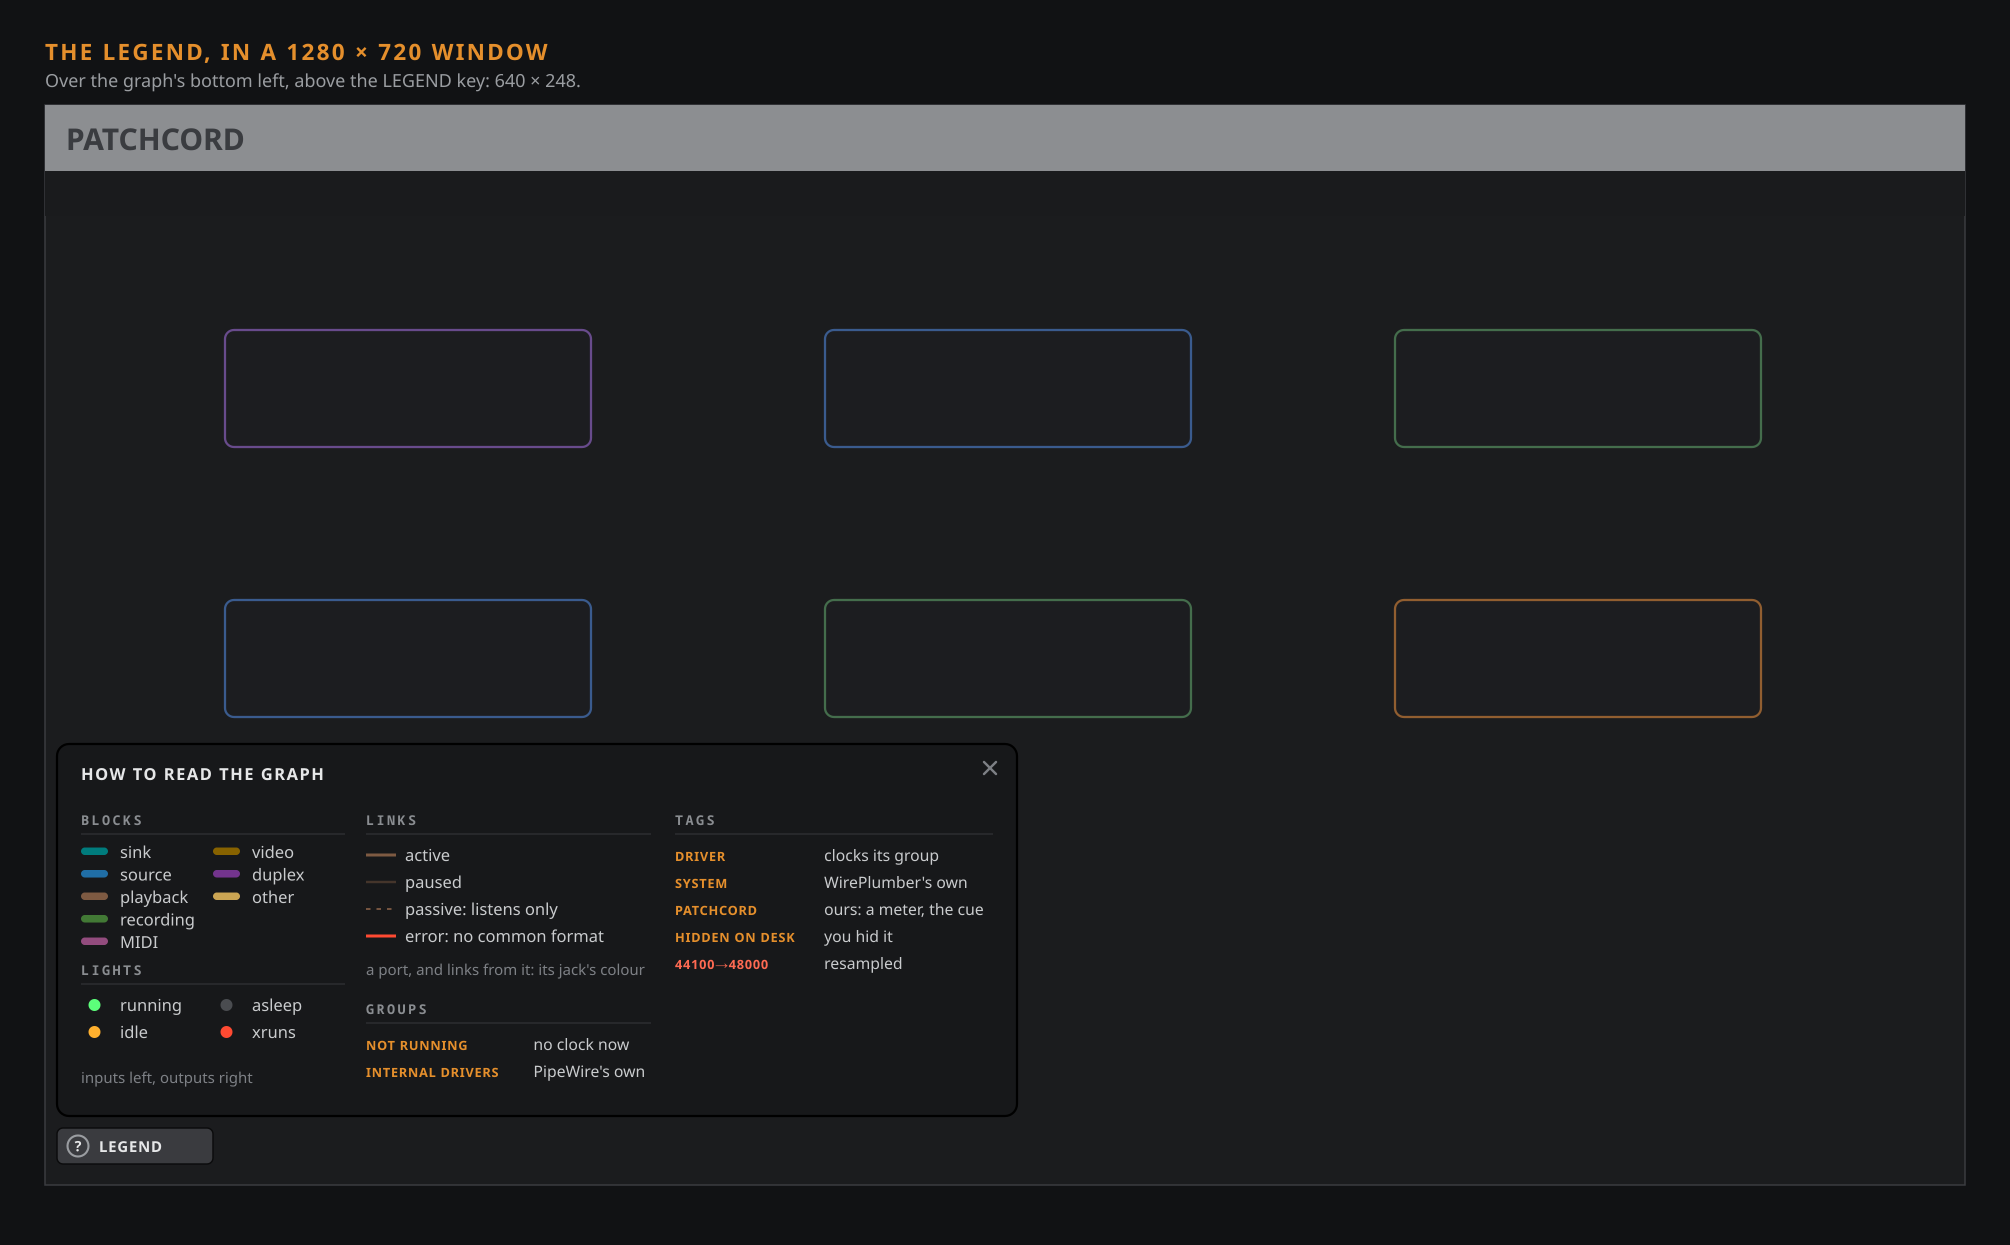 THE LEGEND, IN A 1280 × 720 WINDOW
Over the graph's bottom left, above the LEGEND key: 640 × 248.
PATCHCORD
HOW TO READ THE GRAPH
BLOCKS
sink
video
source
duplex
playback
other
recording
MIDI
LIGHTS
running
asleep
idle
xruns
inputs left, outputs right
LINKS
active
paused
passive: listens only
error: no common format
a port, and links from it: its jack's colour
GROUPS
NOT RUNNING no clock now
INTERNAL DRIVERS PipeWire's own
TAGS
DRIVER clocks its group
SYSTEM WirePlumber's own
PATCHCORD ours: a meter, the cue
HIDDEN ON DESK you hid it
44100→48000 resampled
? LEGEND